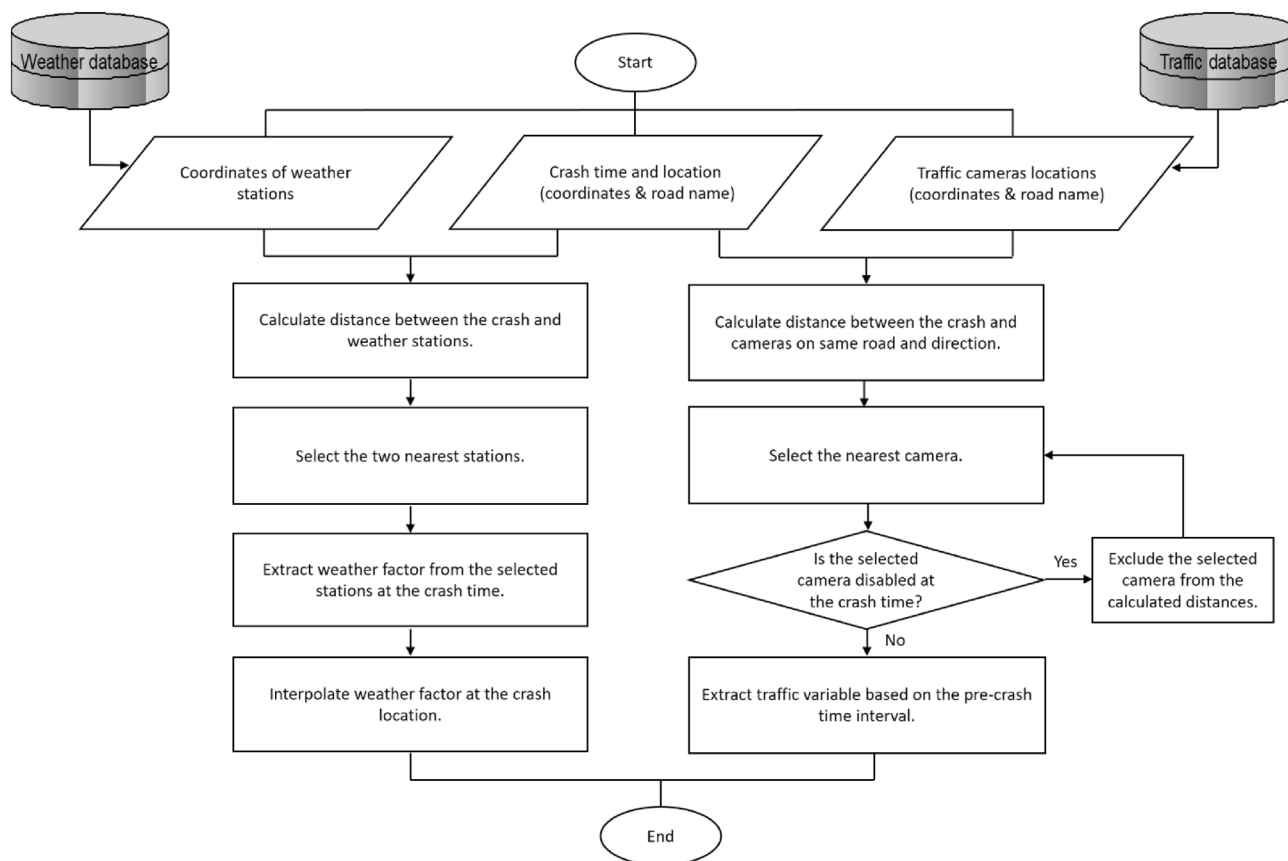 Weather database
Start
Traffic database
Coordinates of weather
stations
Crash time and location
(coordinates & road name)
Traffic cameras locations
(coordinates & road name)
Calculate distance between the crash and
weather stations.
Calculate distance between the crash and
cameras on same road and direction.
Select the two nearest stations.
Select the nearest camera.
Extract weather factor from the selected
stations at the crash time.
Is the selected
camera disabled
at the crash time?
Yes
Exclude the selected
camera from the
calculated distances.
No
Interpolate weather factor at the crash
location.
Extract traffic variable based on the pre-crash
time interval.
End